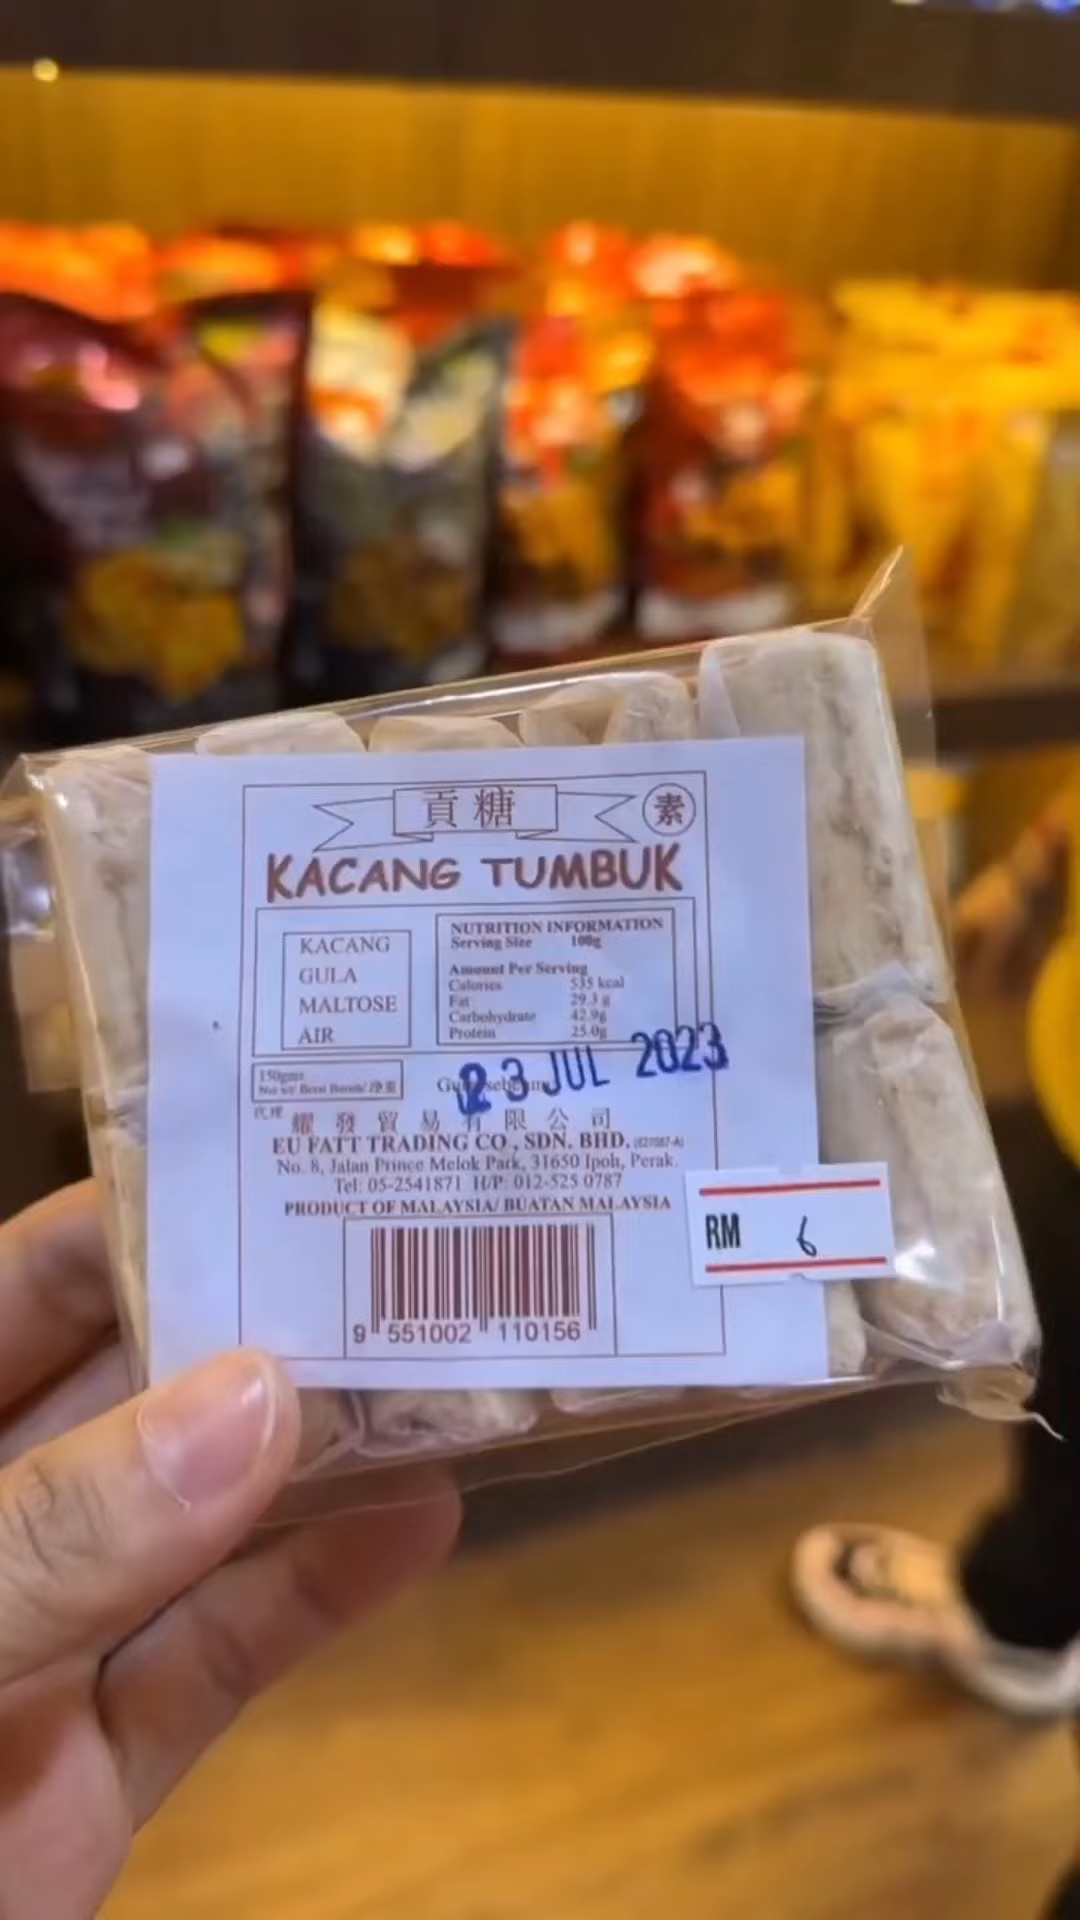 貢糖
素
KACANG TUMBUK
KACANG
GULA
MALTOSE
AIR
NUTRITION INFORMATION
Serving Size 100g
Amount Per Serving
Calories 535 kcal
Fat 29.3 g
Carbohydrate 42.9g
Protein 25.0g
150gms
23 JUL 2023
代理
耀發貿易有限公司
EU FATT TRADING CO., SDN. BHD.
No. 8, Jalan Prince Melok Park, 31650 Ipoh, Perak.
Tel: 05-2541871 H/P: 012-525 0787
PRODUCT OF MALAYSIA/ BUATAN MALAYSIA
RM 6
9 551002 110156